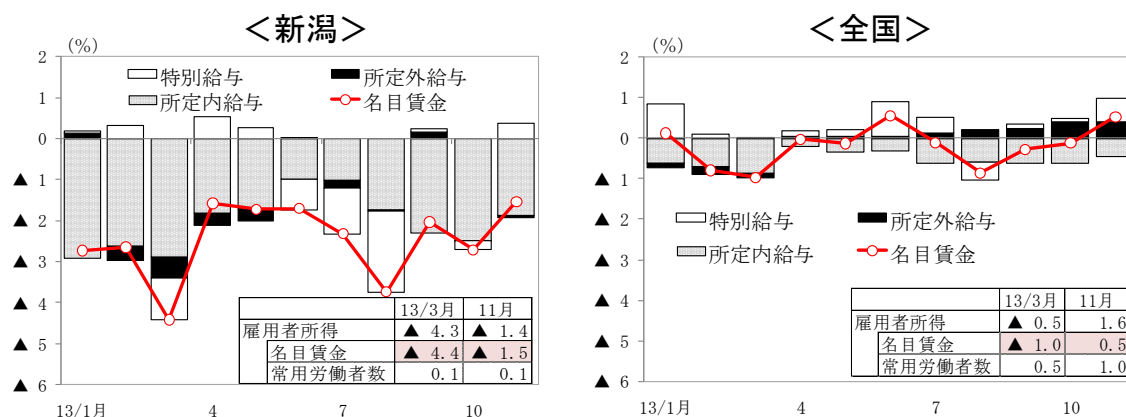 ＜新潟＞
(%)
2
1
0
▲ 1
▲ 2
▲ 3
▲ 4
▲ 5
▲ 6
特別給与 所定外給与
所定内給与 名目賃金
13/3月 11月
雇用者所得 ▲ 4.3 ▲ 1.4
名目賃金 ▲ 4.4 ▲ 1.5
常用労働者数 0.1 0.1
13/1月 4 7 10
＜全国＞
(%)
2
1
0
▲ 1
▲ 2
▲ 3
▲ 4
▲ 5
▲ 6
特別給与 所定外給与
所定内給与 名目賃金
13/3月 11月
雇用者所得 ▲ 0.5 1.6
名目賃金 ▲ 1.0 0.5
常用労働者数 0.5 1.0
13/1月 4 7 10